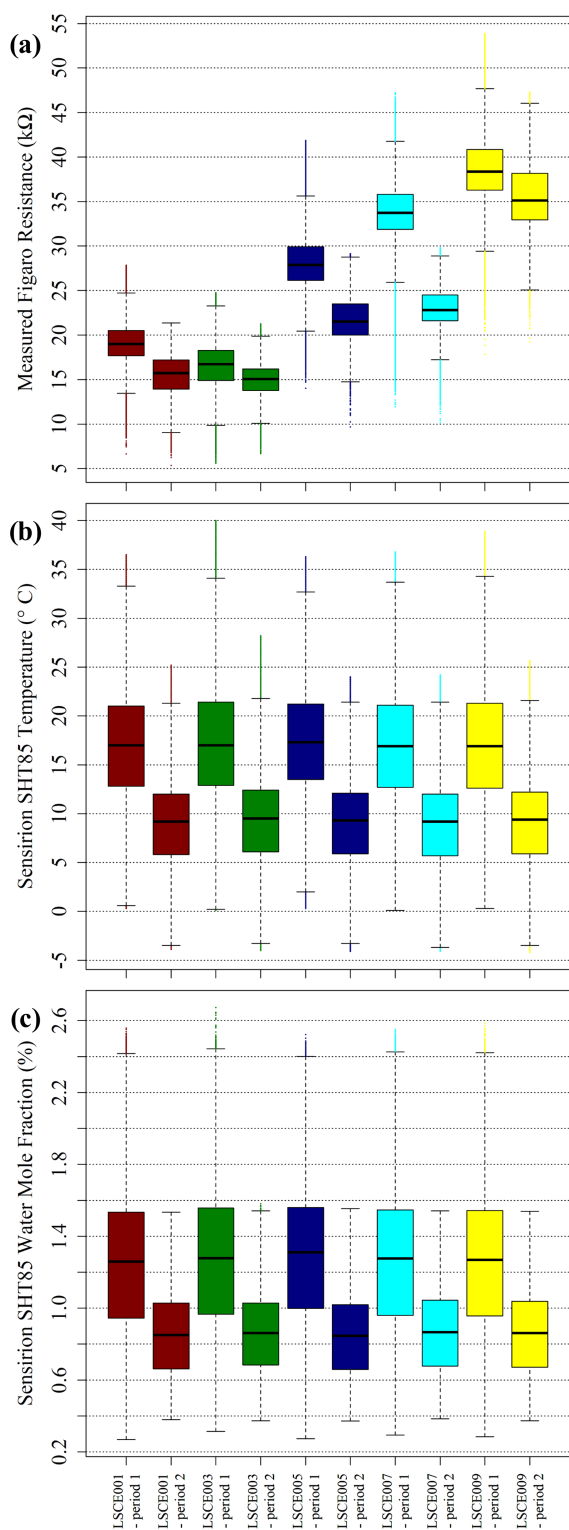 (a)
Measured Figaro Resistance (kΩ)
55
50
45
40
35
30
25
20
15
10
5
(b)
Sensirion SHT85 Temperature (° C)
40
35
30
25
20
15
10
5
0
-5
(c)
Sensirion SHT85 Water Mole Fraction (%)
2.6
2.2
1.8
1.4
1.0
0.6
0.2
LSCE001
- period 1
LSCE001
- period 2
LSCE003
- period 1
LSCE003
- period 2
LSCE005
- period 1
LSCE005
- period 2
LSCE007
- period 1
LSCE007
- period 2
LSCE009
- period 1
LSCE009
- period 2